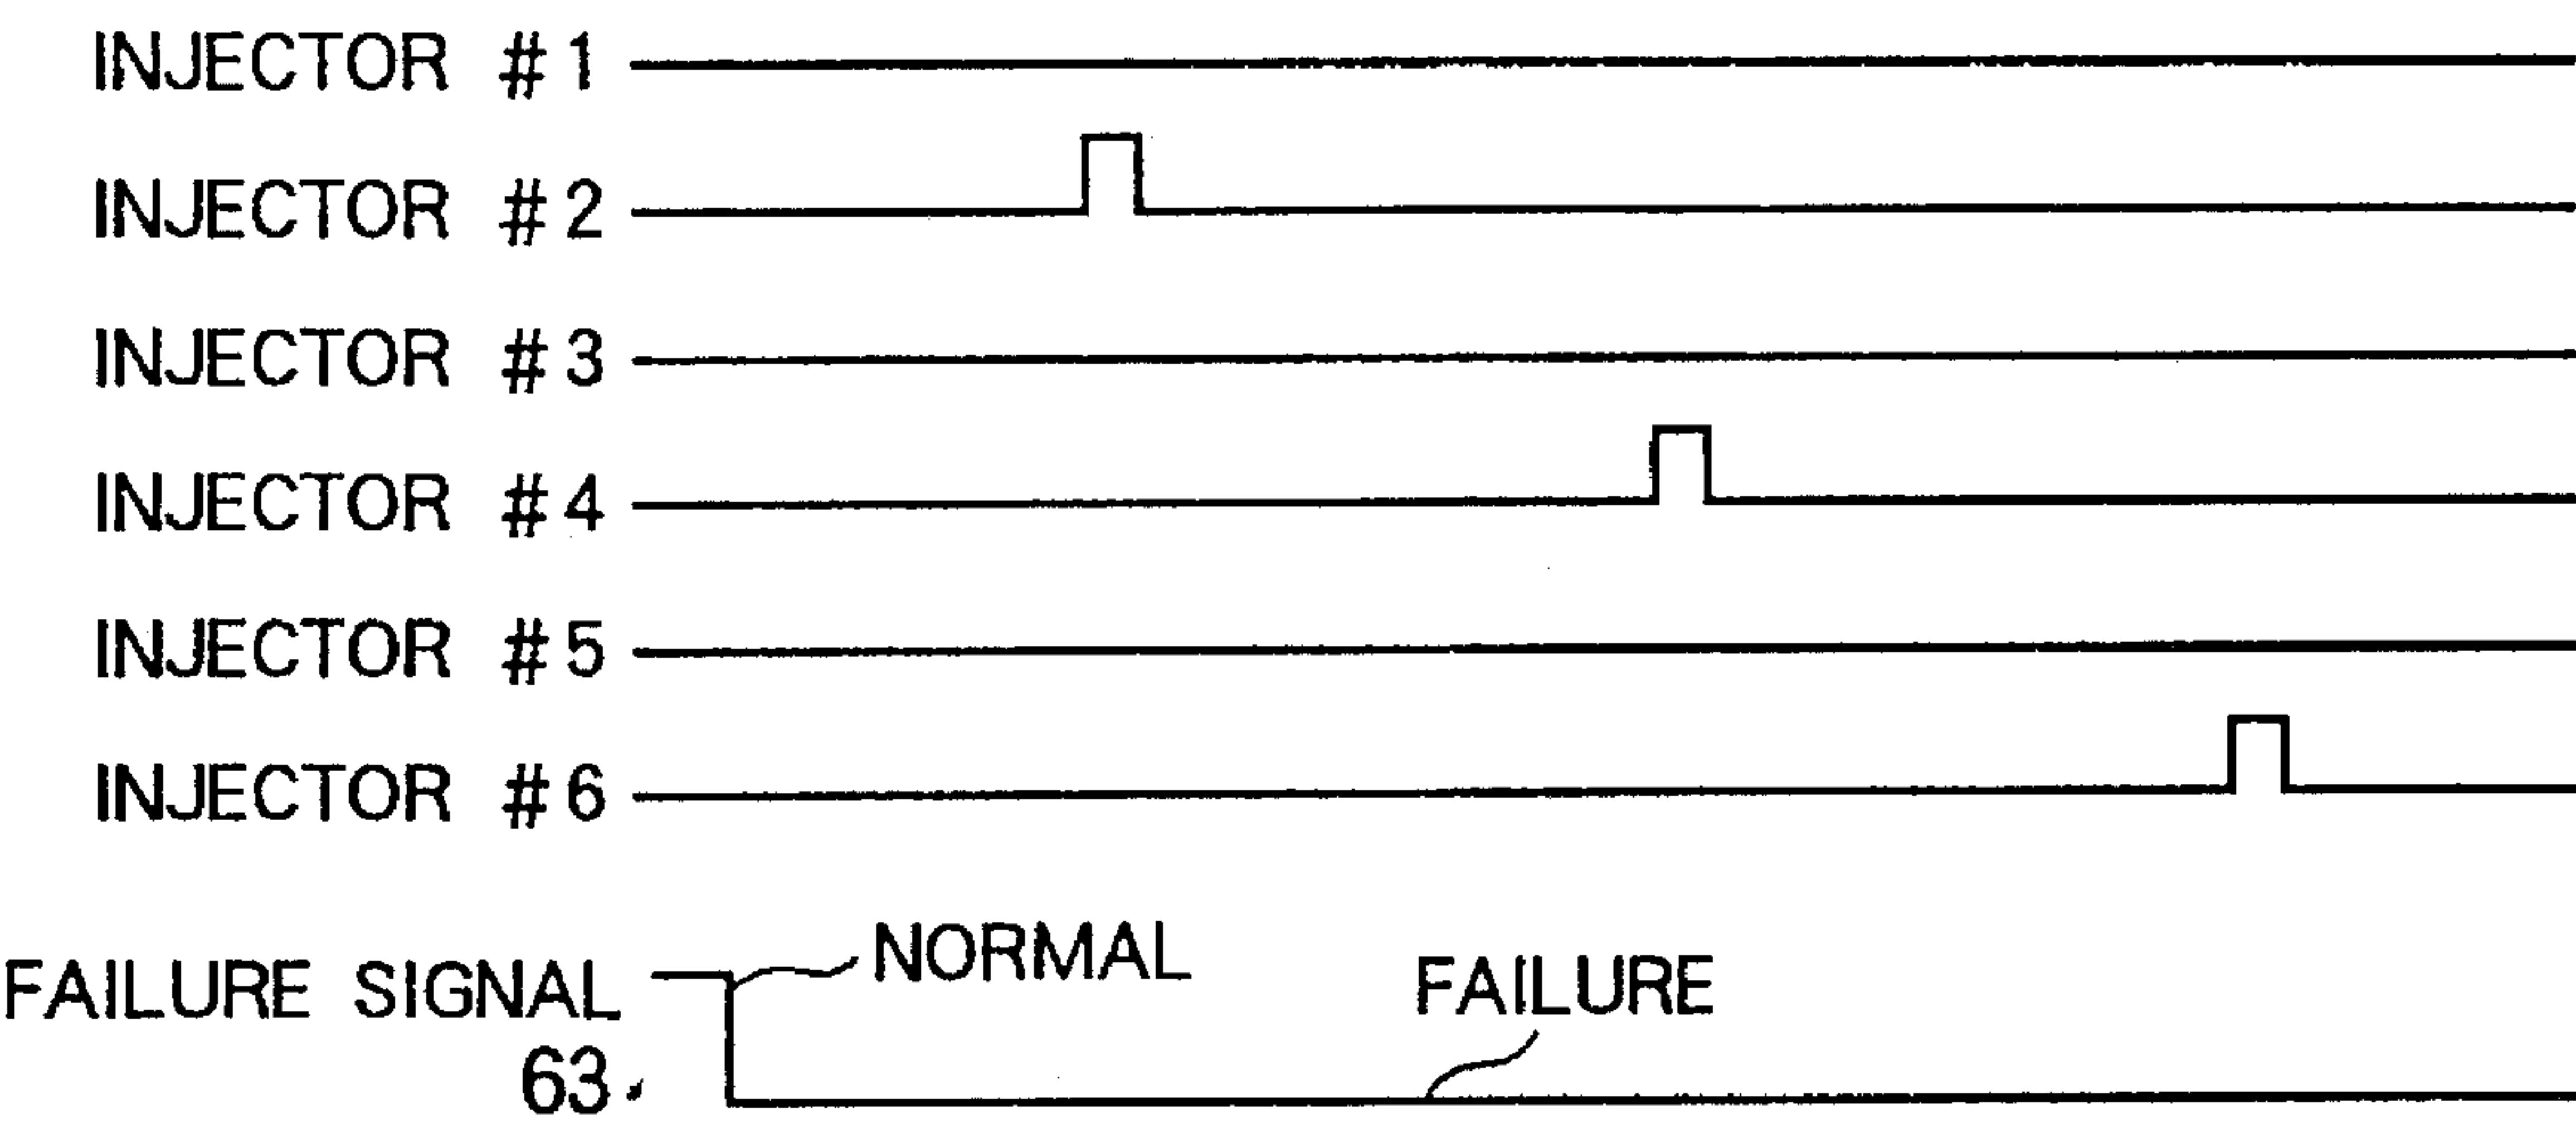 INJECTOR #1
INJECTOR #2
INJECTOR #3
INJECTOR #4
INJECTOR #5
INJECTOR #6
NORMAL
FAILURE SIGNAL
FAILURE
63